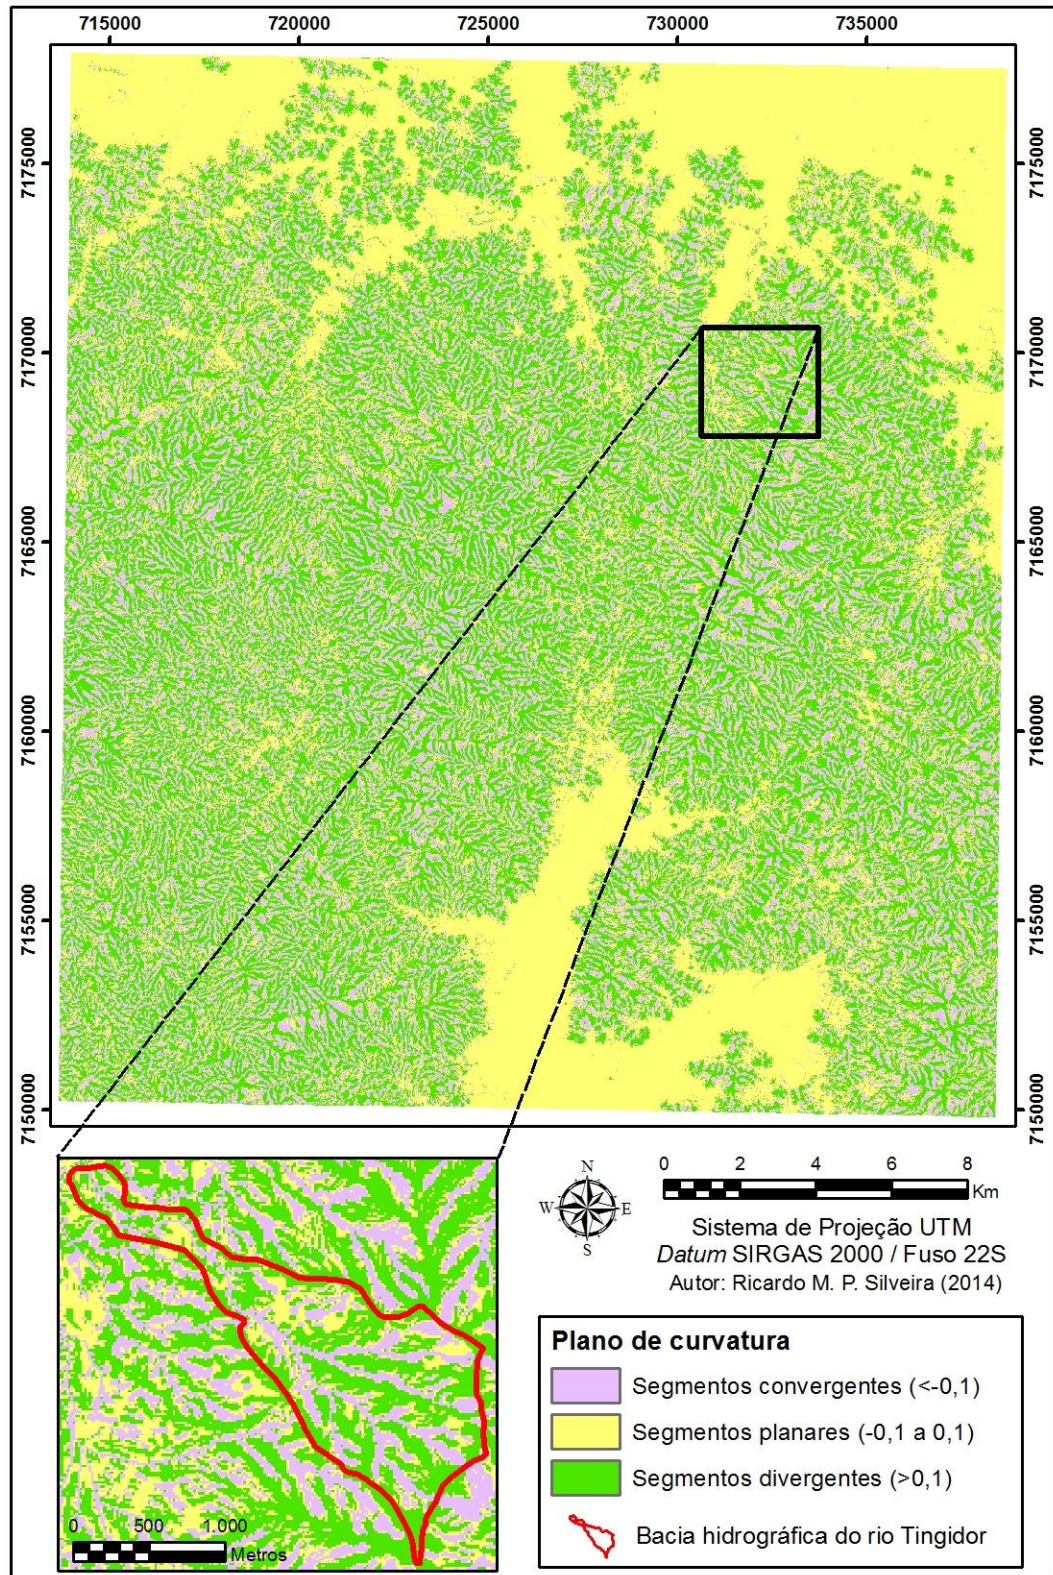 715000 720000 725000 730000 735000
7175000 7175000
7170000 7170000
7165000 7165000
7160000 7160000
7155000 7155000
7150000 7150000
N
W E
S
0 2 4 6 8
Km
Sistema de Projeção UTM
Datum SIRGAS 2000 / Fuso 22S
Autor: Ricardo M. P. Silveira (2014)
Plano de curvatura
Segmentos convergentes (<-0,1)
Segmentos planares (-0,1 a 0,1)
Segmentos divergentes (>0,1)
Bacia hidrográfica do rio Tingidor
0 500 1.000
Metros